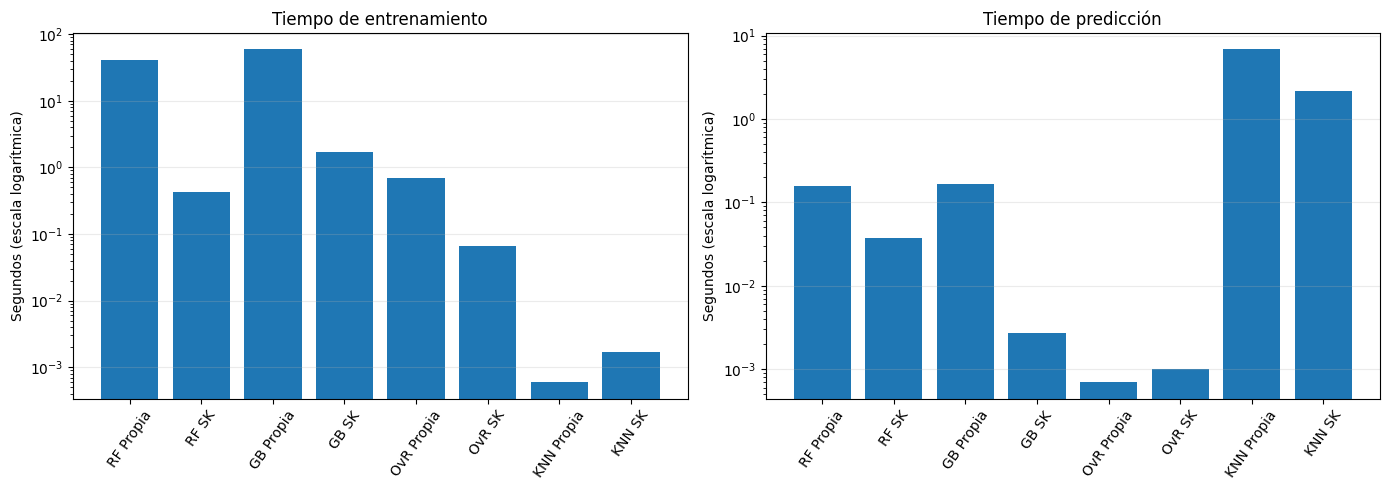 Tiempo de entrenamiento
Segundos (escala logarítmica)
10²
10¹
10⁰
10⁻¹
10⁻²
10⁻³
RF Propia
RF SK
GB Propia
GB SK
OvR Propia
OvR SK
KNN Propia
KNN SK
Tiempo de predicción
Segundos (escala logarítmica)
10¹
10⁰
10⁻¹
10⁻²
10⁻³
RF Propia
RF SK
GB Propia
GB SK
OvR Propia
OvR SK
KNN Propia
KNN SK